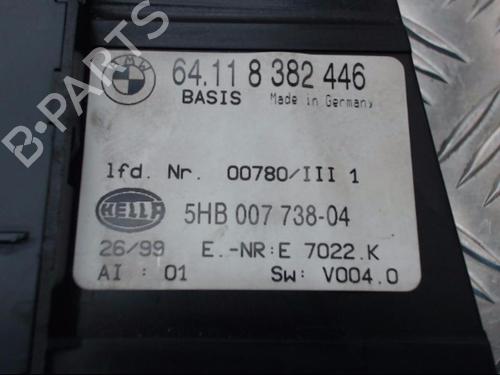 BMW
64.11 8 382 446
BASIS Made in Germany
lfd. Nr. 00780/III 1
HELLA 5HB 007 738-04
26/99 E.-NR:E 7022.K
AI : 01 SW: V004.0
B-PARTS